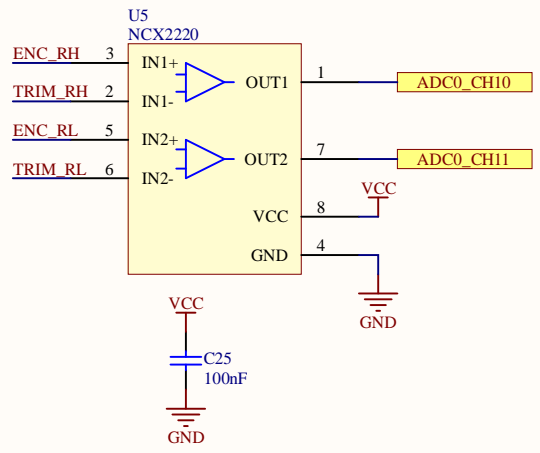 U5
NCX2220
ENC_RH 3 IN1+
OUT1 1 ADC0_CH10
TRIM_RH 2 IN1-
ENC_RL 5 IN2+
OUT2 7 ADC0_CH11
TRIM_RL 6 IN2-
VCC
VCC 8
GND 4
GND
VCC
C25
100nF
GND